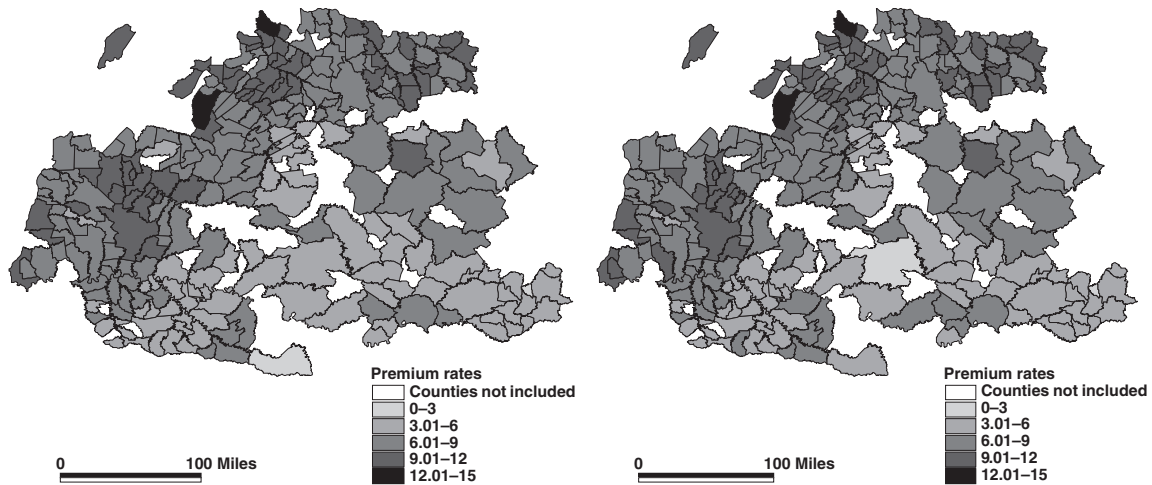 Premium rates
Counties not included
0–3
3.01–6
6.01–9
9.01–12
12.01–15
0 100 Miles
Premium rates
Counties not included
0–3
3.01–6
6.01–9
9.01–12
12.01–15
0 100 Miles